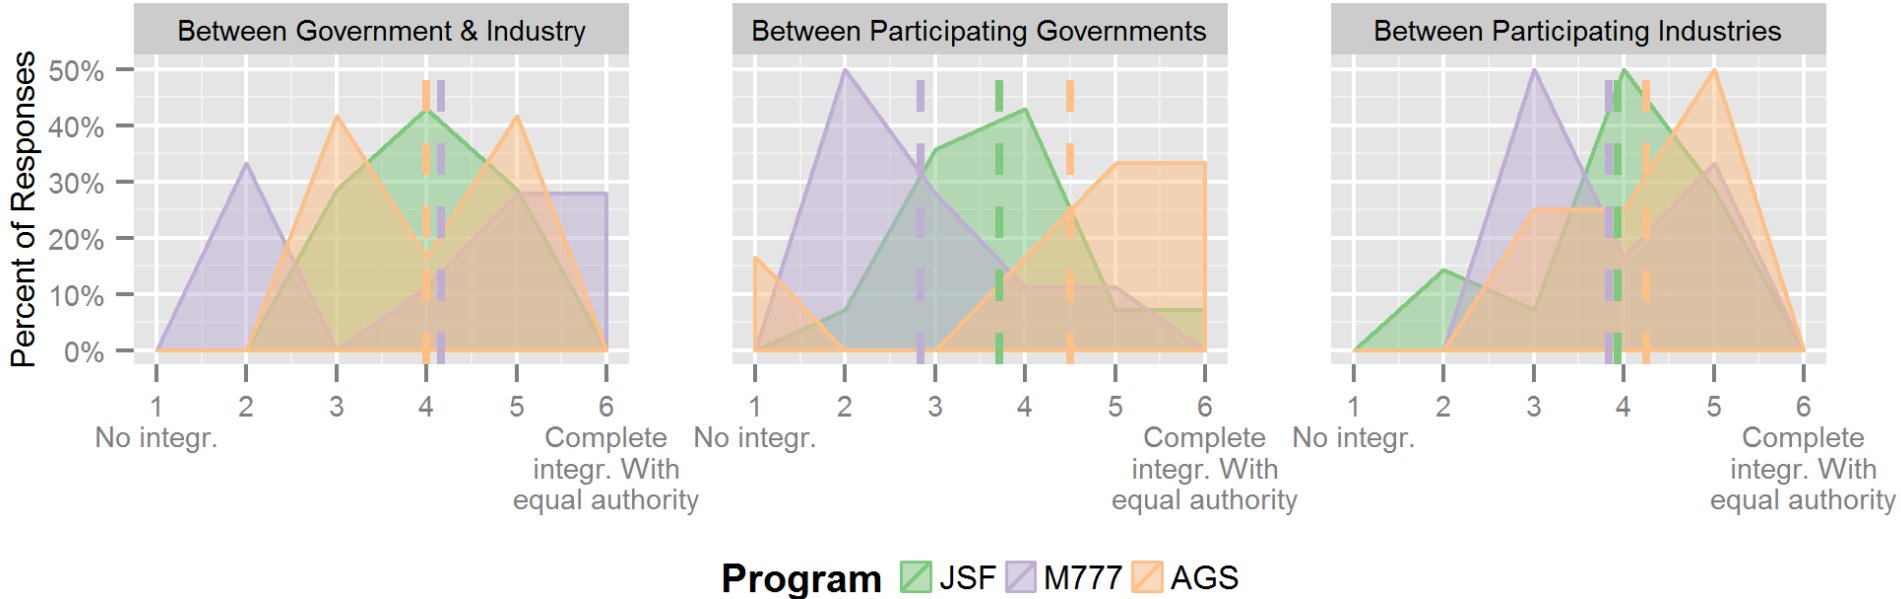 Between Government & Industry
Between Participating Governments
Between Participating Industries
Percent of Responses
50%
40%
30%
20%
10%
0%
1 2 3 4 5 6
1 2 3 4 5 6
1 2 3 4 5 6
No integr.
Complete
integr. With
equal authority
No integr.
Complete
integr. With
equal authority
No integr.
Complete
integr. With
equal authority
Program JSF M777 AGS